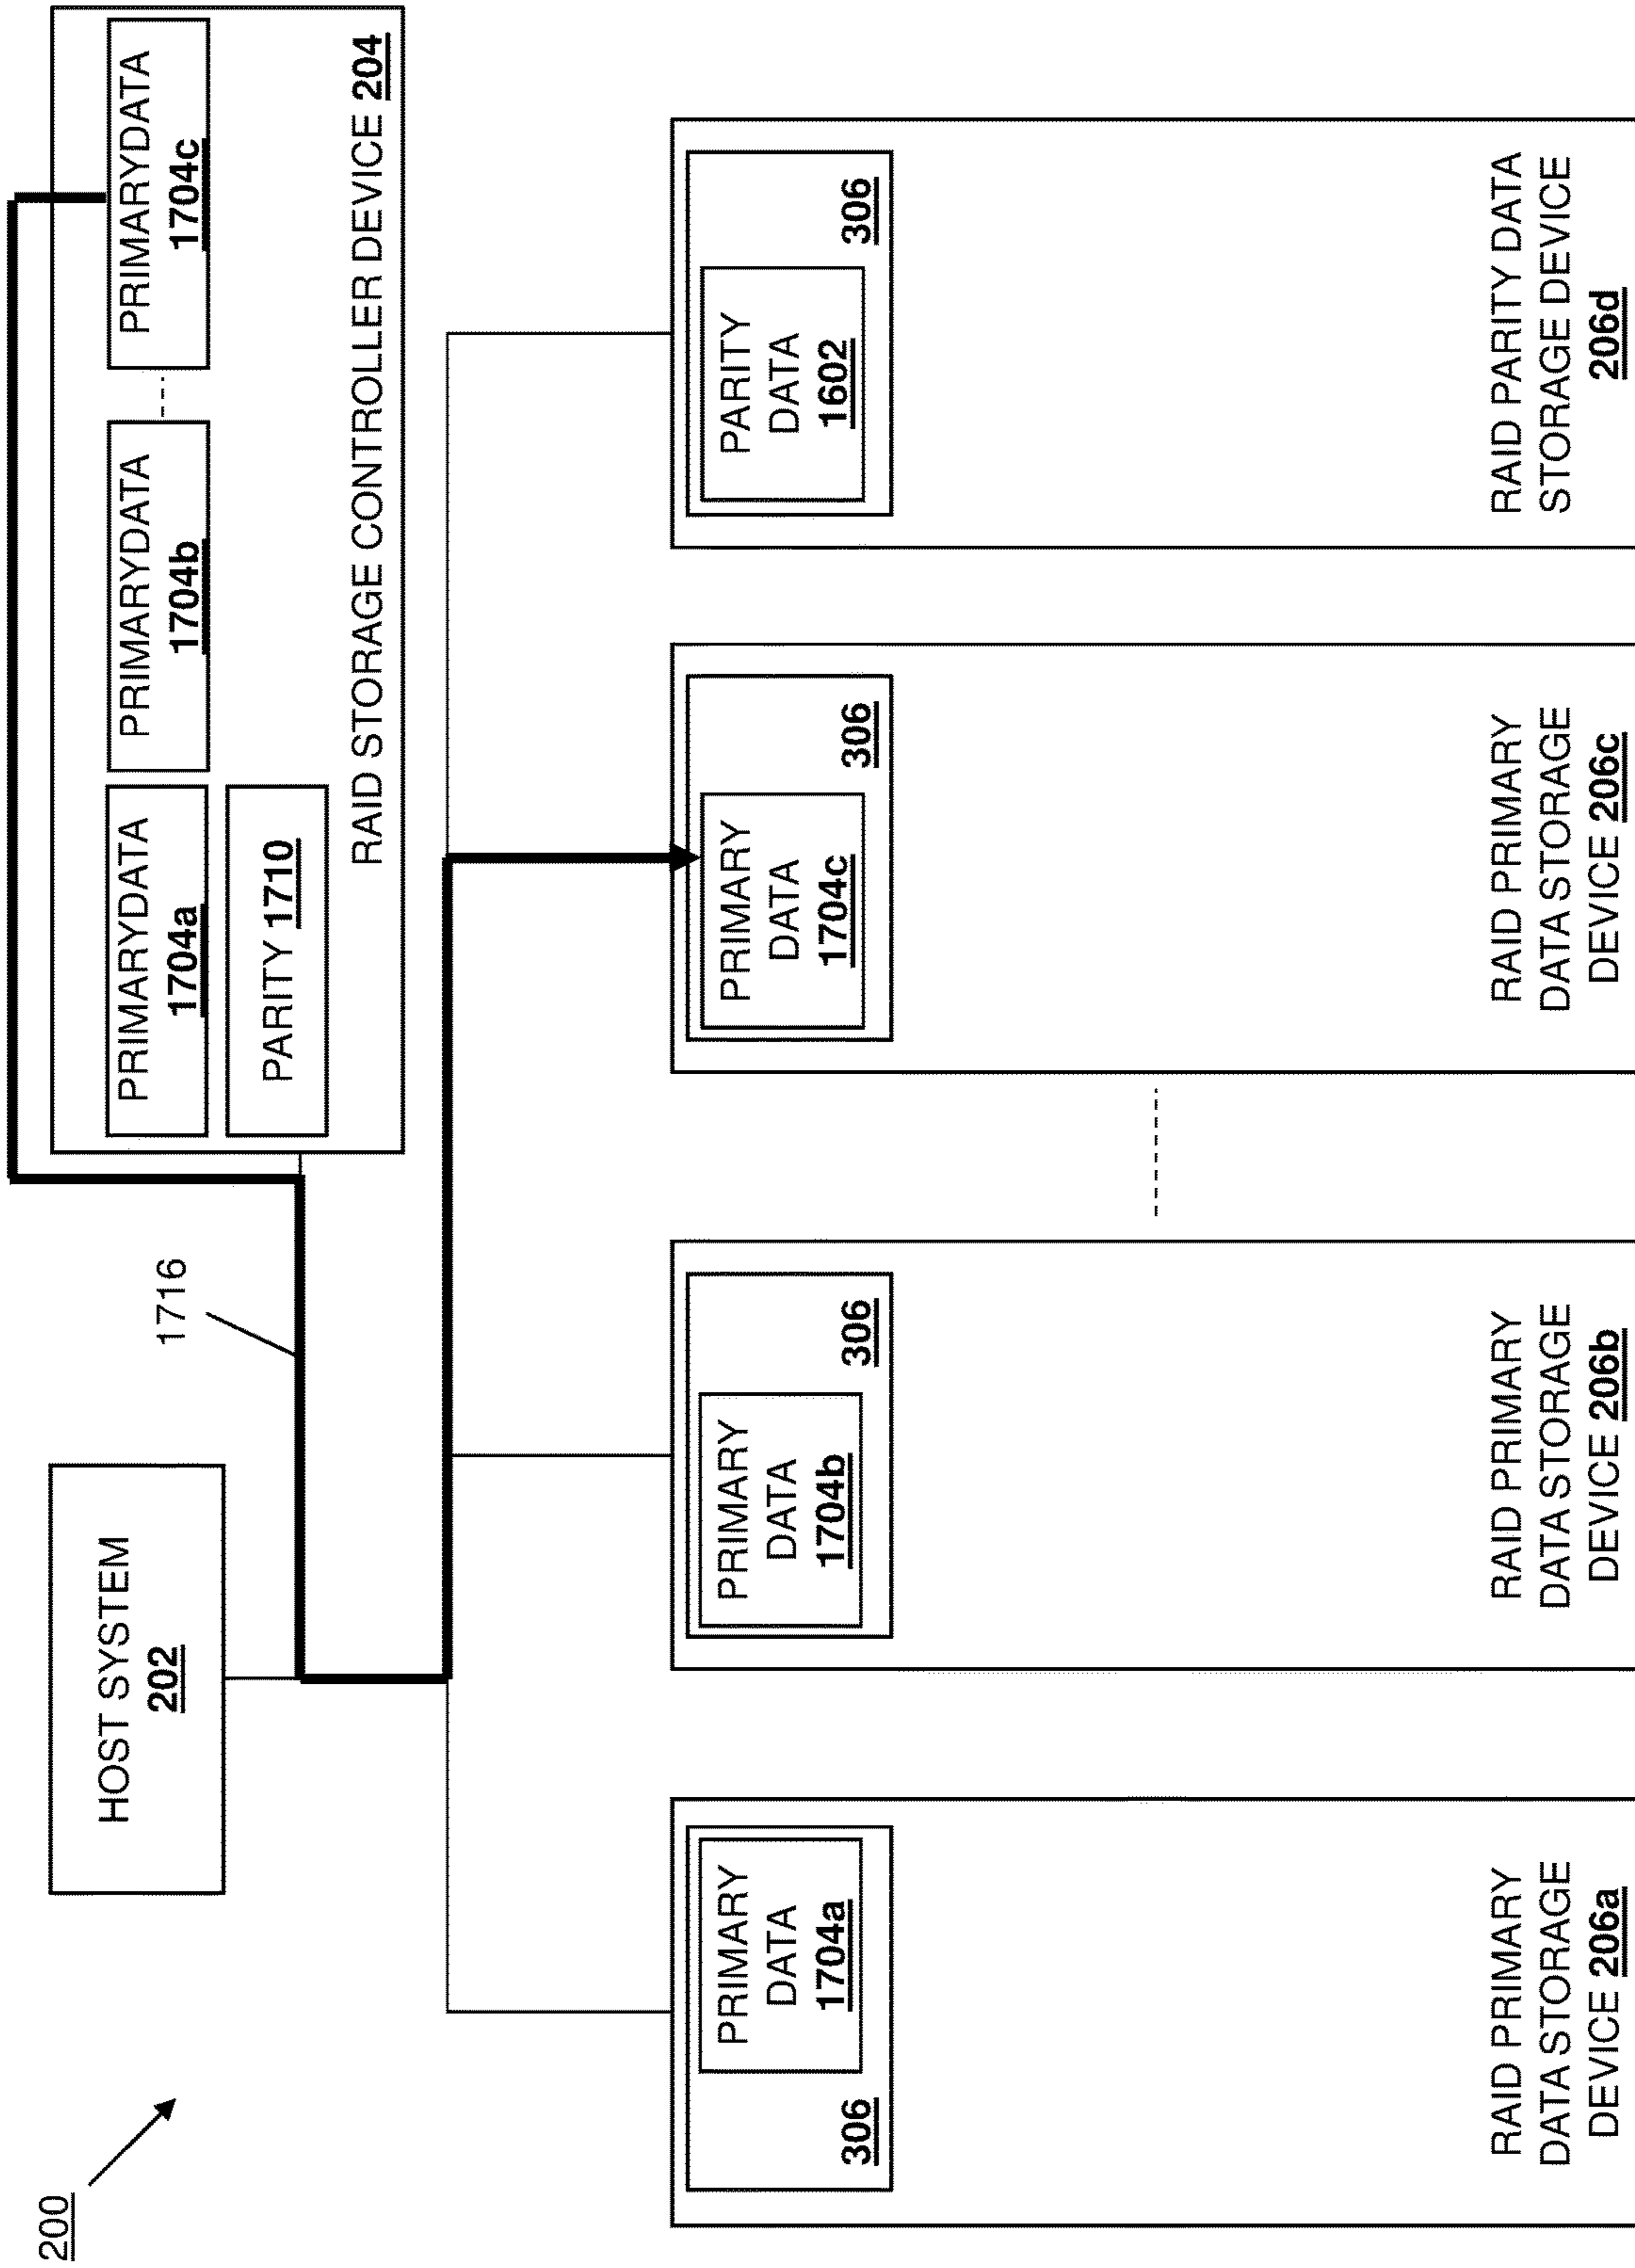 200
HOST SYSTEM
202
1716
PRIMARYDATA
1704a
PRIMARYDATA
1704b
PRIMARYDATA
1704c
PARITY 1710
RAID STORAGE CONTROLLER DEVICE 204
306
PRIMARY
DATA
1704a
RAID PRIMARY
DATA STORAGE
DEVICE 206a
PRIMARY
DATA
1704b
306
RAID PRIMARY
DATA STORAGE
DEVICE 206b
PRIMARY
DATA
1704c
306
RAID PRIMARY
DATA STORAGE
DEVICE 206c
PARITY
DATA
1602
306
RAID PARITY DATA
STORAGE DEVICE
206d